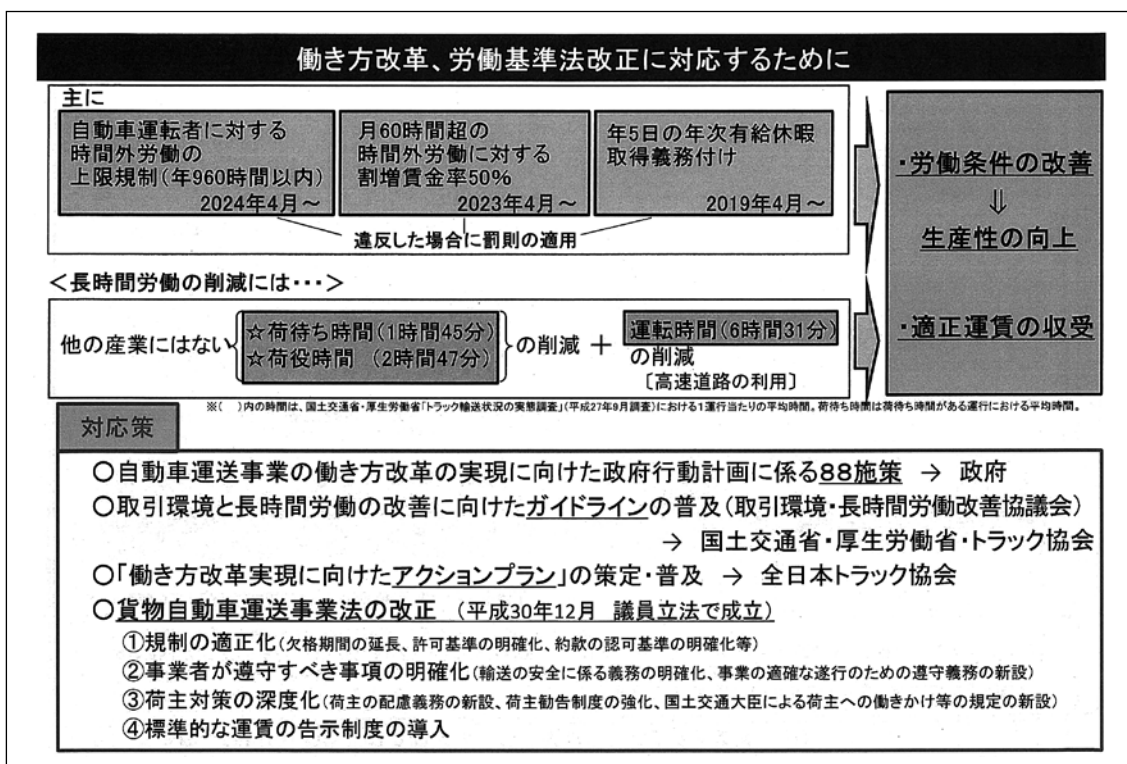 働き方改革、労働基準法改正に対応するために
主に
自動車運転者に対する
時間外労働の
上限規制(年960時間以内)
2024年4月～
月60時間超の
時間外労働に対する
割増賃金率50%
2023年4月～
年5日の年次有給休暇
取得義務付け
2019年4月～
違反した場合に罰則の適用
・労働条件の改善
⇓
生産性の向上
・適正運賃の収受
＜長時間労働の削減には・・・＞
他の産業にはない
☆荷待ち時間(1時間45分)
☆荷役時間 (2時間47分)
の削減 ＋
運転時間(6時間31分)
の削減
〔高速道路の利用〕
※( )内の時間は、国土交通省・厚生労働省「トラック輸送状況の実態調査」(平成27年9月調査)における1運行当たりの平均時間。荷待ち時間は荷待ち時間がある運行における平均時間。
対応策
○自動車運送事業の働き方改革の実現に向けた政府行動計画に係る88施策 → 政府
○取引環境と長時間労働の改善に向けたガイドラインの普及(取引環境・長時間労働改善協議会)
→ 国土交通省・厚生労働省・トラック協会
○「働き方改革実現に向けたアクションプラン」の策定・普及 → 全日本トラック協会
○貨物自動車運送事業法の改正 (平成30年12月 議員立法で成立)
①規制の適正化(欠格期間の延長、許可基準の明確化、約款の認可基準の明確化等)
②事業者が遵守すべき事項の明確化(輸送の安全に係る義務の明確化、事業の適確な遂行のための遵守義務の新設)
③荷主対策の深度化(荷主の配慮義務の新設、荷主勧告制度の強化、国土交通大臣による荷主への働きかけ等の規定の新設)
④標準的な運賃の告示制度の導入